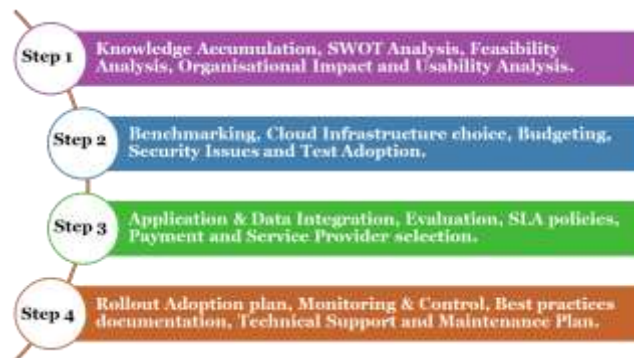 Step 1
Knowledge Accumulation, SWOT Analysis, Feasibility
Analysis, Organisational Impact and Usability Analysis.
Step 2
Benchmarking, Cloud Infrastructure choice, Budgeting,
Security Issues and Test Adoption.
Step 3
Application & Data Integration, Evaluation, SLA policies,
Payment and Service Provider selection.
Step 4
Rollout Adoption plan, Monitoring & Control, Best practices
documentation, Technical Support and Maintenance Plan.